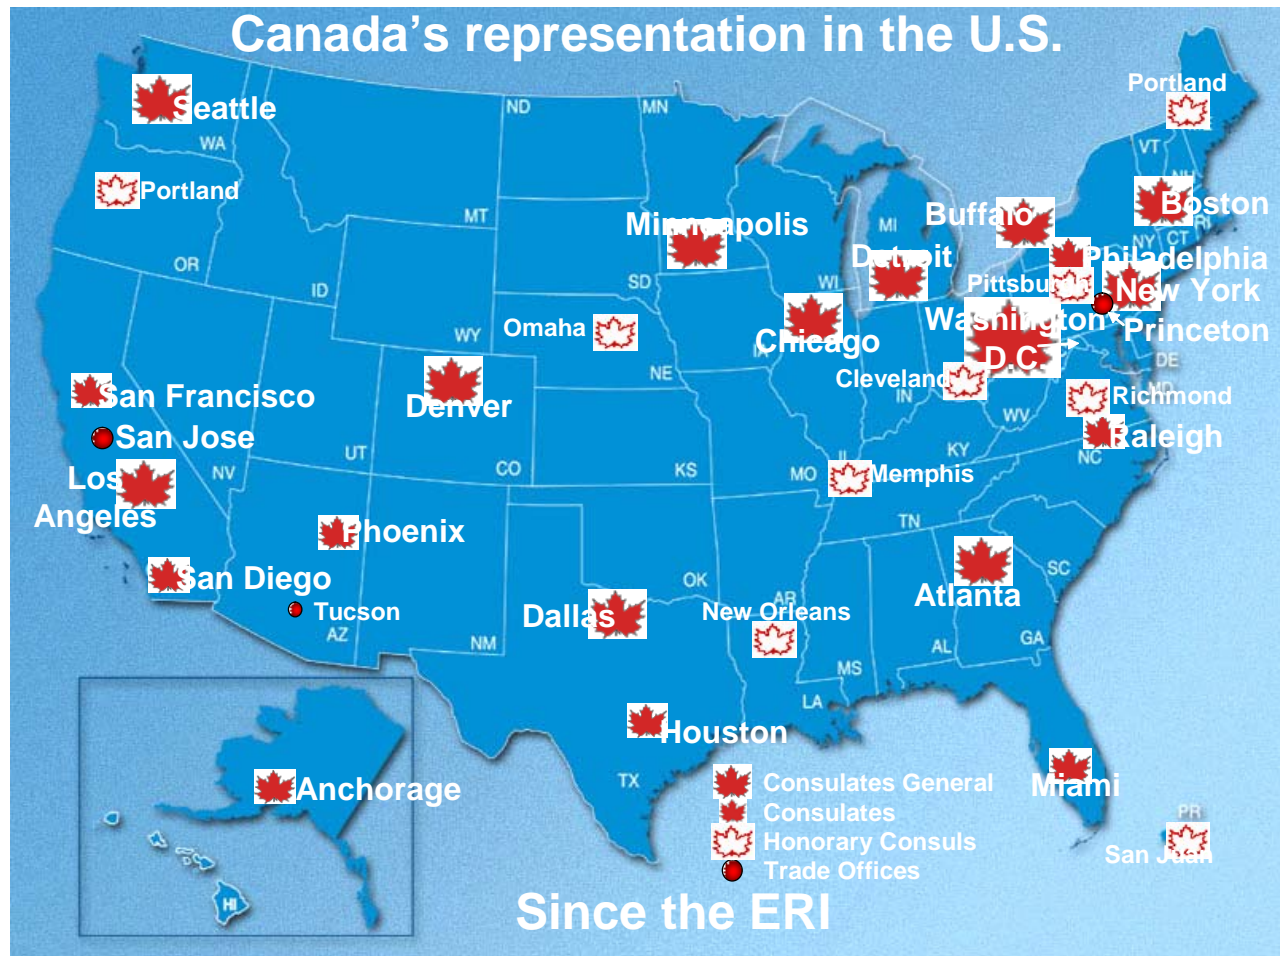 Canada's representation in the U.S.
Portland
Seattle
ND
MN
WA
VT
NH
Portland
Boston
MT
Minneapolis
MI
Buffalo
RI
NY
CT
OR
Detroit
Philadelphia
ID
SD
WI
Pittsburgh
New York
Omaha
WY
Chicago
Washington
D.C.
Princeton
IA
DE
NE
Cleveland
MD
San Francisco
Denver
IN
WV
Richmond
San Jose
UT
CO
KS
MO
IL
KY
Raleigh
NC
Los
Angeles
NV
Memphis
Phoenix
TN
San Diego
OK
SC
Atlanta
Tucson
AZ
Dallas
New Orleans
AR
NM
MS
AL
GA
LA
Houston
TX
Anchorage
Miami
PR
San Juan
HI
Consulates General
Consulates
Honorary Consuls
Trade Offices
Since the ERI